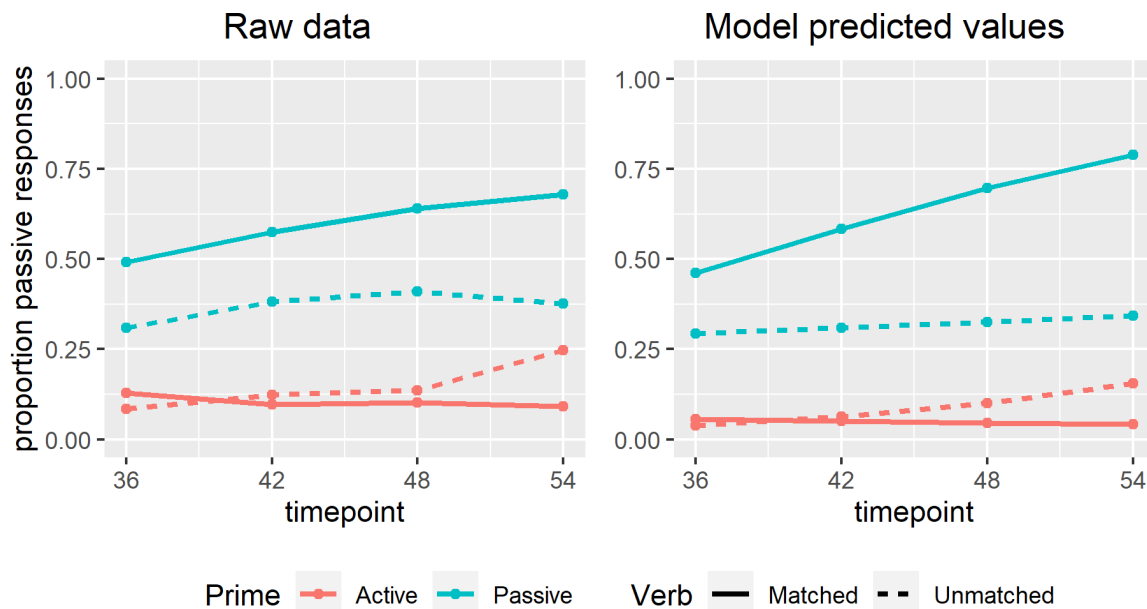 Raw data
Model predicted values
proportion passive responses
1.00
0.75
0.50
0.25
0.00
36 42 48 54
timepoint
1.00
0.75
0.50
0.25
0.00
36 42 48 54
timepoint
Prime Active Passive Verb Matched Unmatched